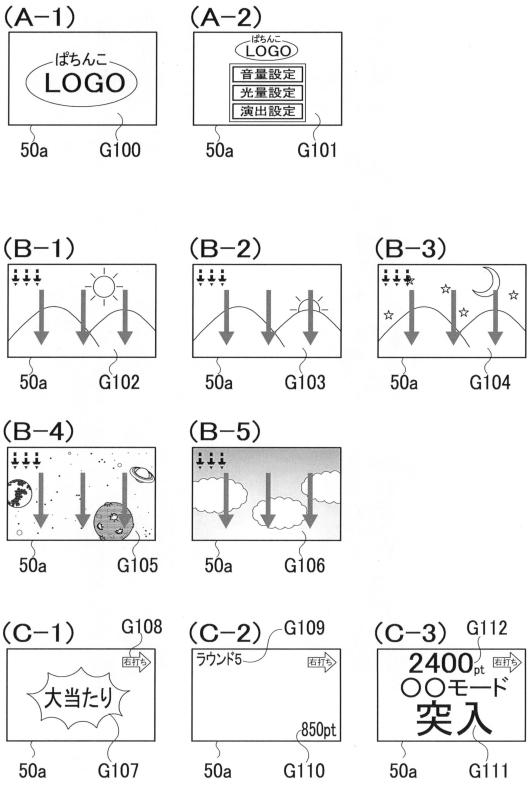 (A-1)
ぱちんこ
LOGO
50a
G100
(A-2)
ぱちんこ
LOGO
音量設定
光量設定
演出設定
50a
G101
(B-1)
50a
G102
(B-2)
50a
G103
(B-3)
50a
G104
(B-4)
50a
G105
(B-5)
50a
G106
(C-1)
G108
右打ち
大当たり
50a
G107
(C-2)
G109
ラウンド5
右打ち
850pt
50a
G110
(C-3)
G112
2400pt
右打ち
〇〇モード
突入
50a
G111